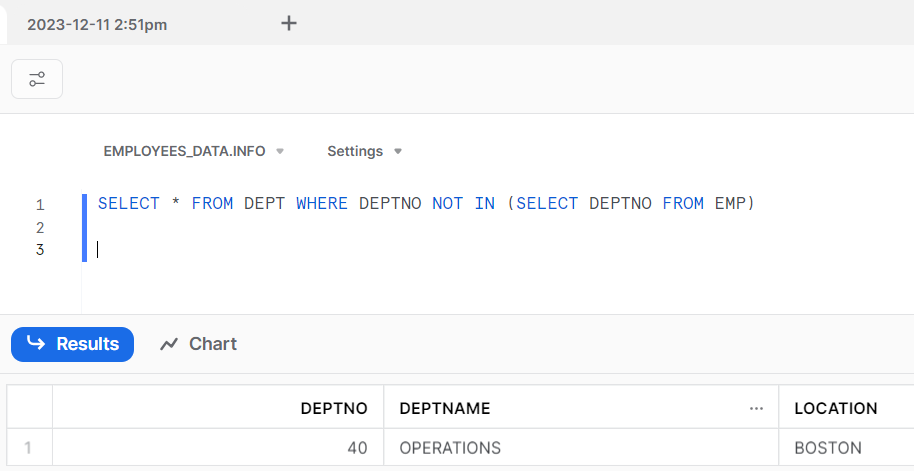 2023-12-11 2:51pm +
EMPLOYEES_DATA.INFO Settings
1 SELECT * FROM DEPT WHERE DEPTNO NOT IN (SELECT DEPTNO FROM EMP)
2
3
Results Chart
DEPTNO DEPTNAME ... LOCATION
1 40 OPERATIONS BOSTON